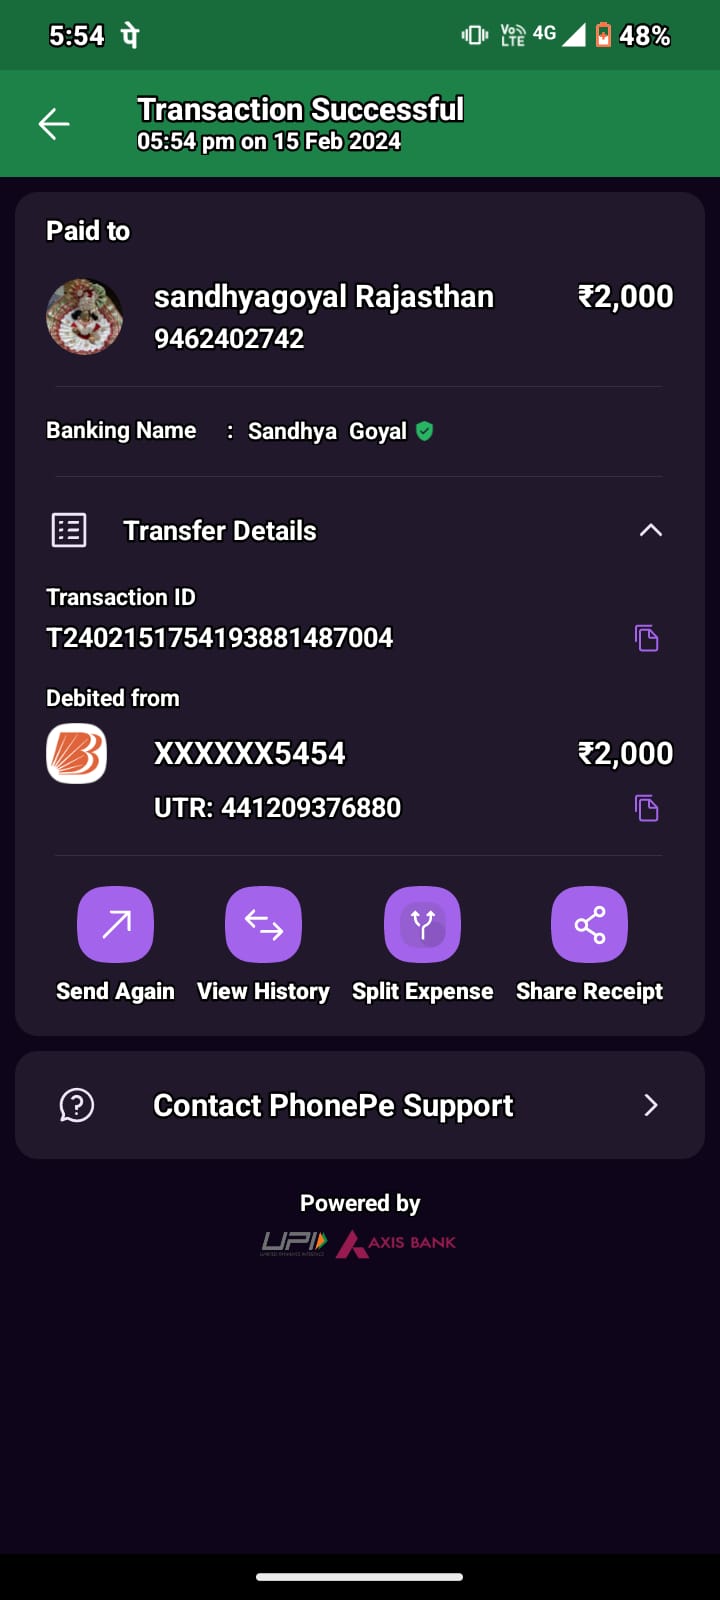 5:54 पे Vo LTE 4G 48%
Transaction Successful
05:54 pm on 15 Feb 2024
Paid to
sandhyagoyal Rajasthan ₹2,000
9462402742
Banking Name : Sandhya Goyal
Transfer Details
Transaction ID
T2402151754193881487004
Debited from
XXXXXX5454 ₹2,000
UTR: 441209376880
Send Again View History Split Expense Share Receipt
Contact PhonePe Support
Powered by
UPI AXIS BANK